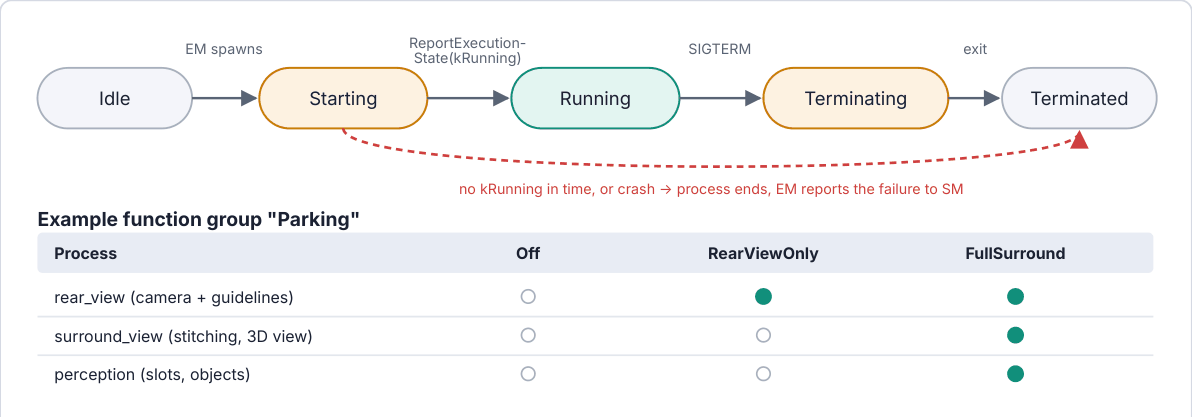 EM spawns
ReportExecution-
State(kRunning)
SIGTERM
exit
Idle
Starting
Running
Terminating
Terminated
no kRunning in time, or crash → process ends, EM reports the failure to SM
Example function group "Parking"
Process Off RearViewOnly FullSurround
rear_view (camera + guidelines)
surround_view (stitching, 3D view)
perception (slots, objects)